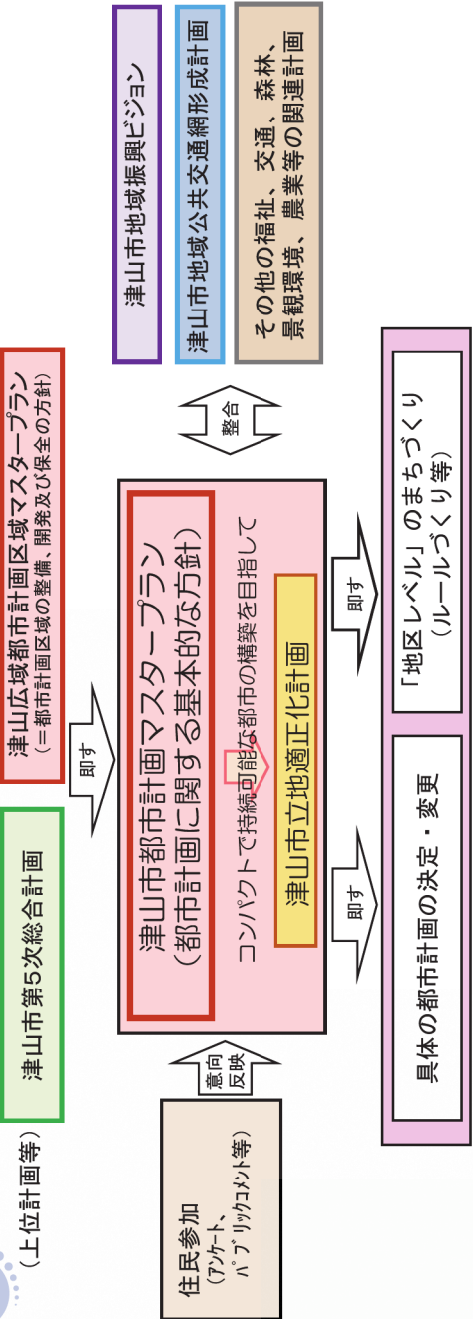 (上位計画等)
津山市第5次総合計画
津山広域都市計画区域マスタープラン
(=都市計画区域の整備、開発及び保全の方針)
即す
住民参加
(アンケート、
パブリックコメント等)
意向
反映
津山市都市計画マスタープラン
(都市計画に関する基本的な方針)
コンパクトで持続可能な都市の構築を目指して
津山市立地適正化計画
整合
津山市地域振興ビジョン
津山市地域公共交通網形成計画
その他の福祉、交通、森林、
景観環境、農業等の関連計画
即す
即す
具体の都市計画の決定・変更
「地区レベル」のまちづくり
(ルールづくり等)